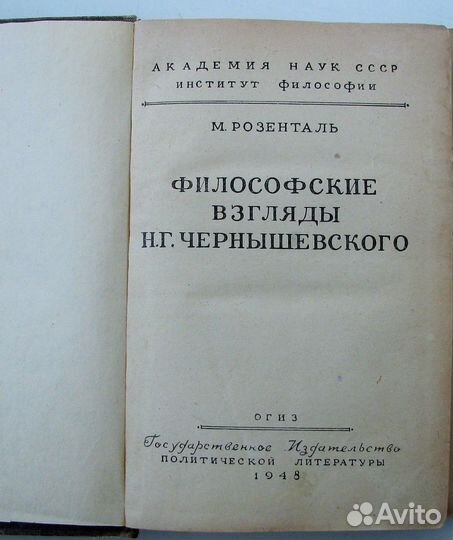 АКАДЕМИЯ НАУК СССР
ИНСТИТУТ ФИЛОСОФИИ
М. РОЗЕНТАЛЬ
ФИЛОСОФСКИЕ
ВЗГЛЯДЫ
Н.Г. ЧЕРНЫШЕВСКОГО
ОГИЗ
Государственное Издательство
ПОЛИТИЧЕСКОЙ ЛИТЕРАТУРЫ
1948
Avito